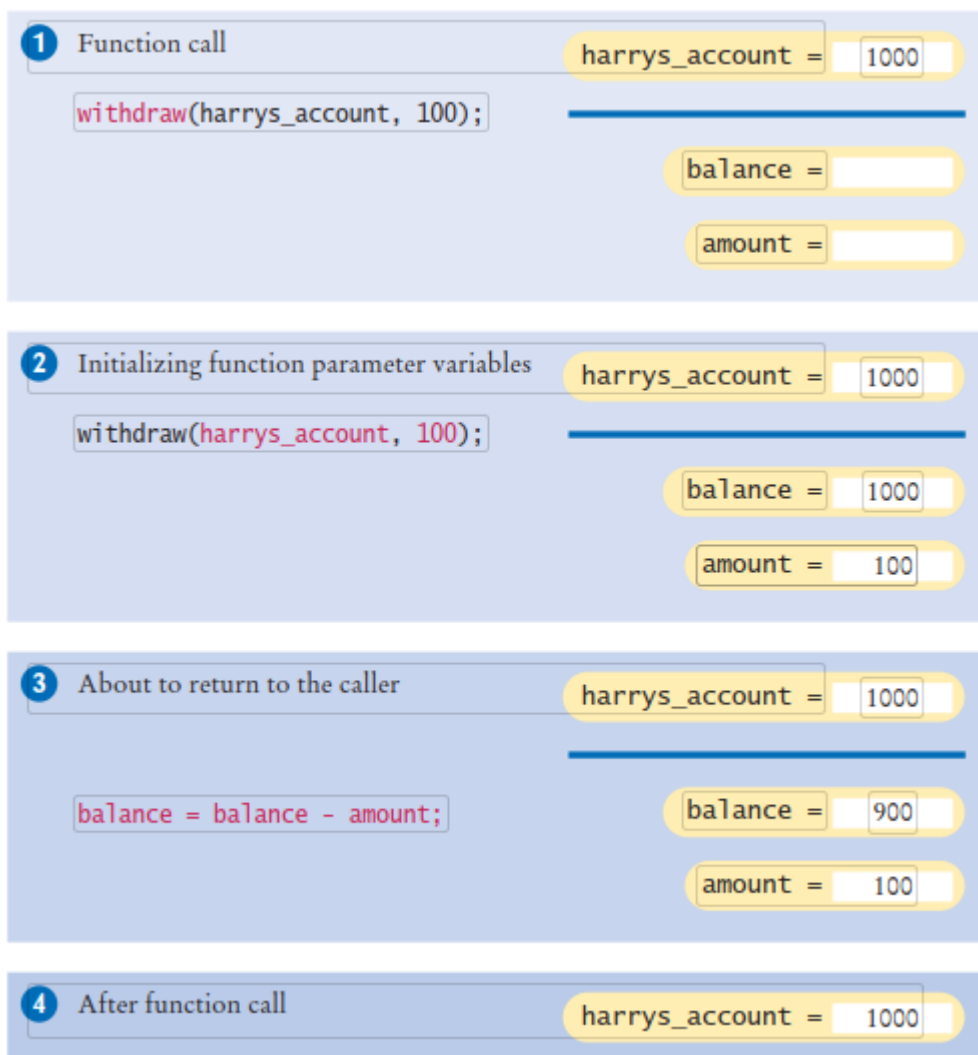 1 Function call
harrys_account = 1000
withdraw(harrys_account, 100);
balance =
amount =
2 Initializing function parameter variables
harrys_account = 1000
withdraw(harrys_account, 100);
balance = 1000
amount = 100
3 About to return to the caller
harrys_account = 1000
balance = balance - amount;
balance = 900
amount = 100
4 After function call
harrys_account = 1000